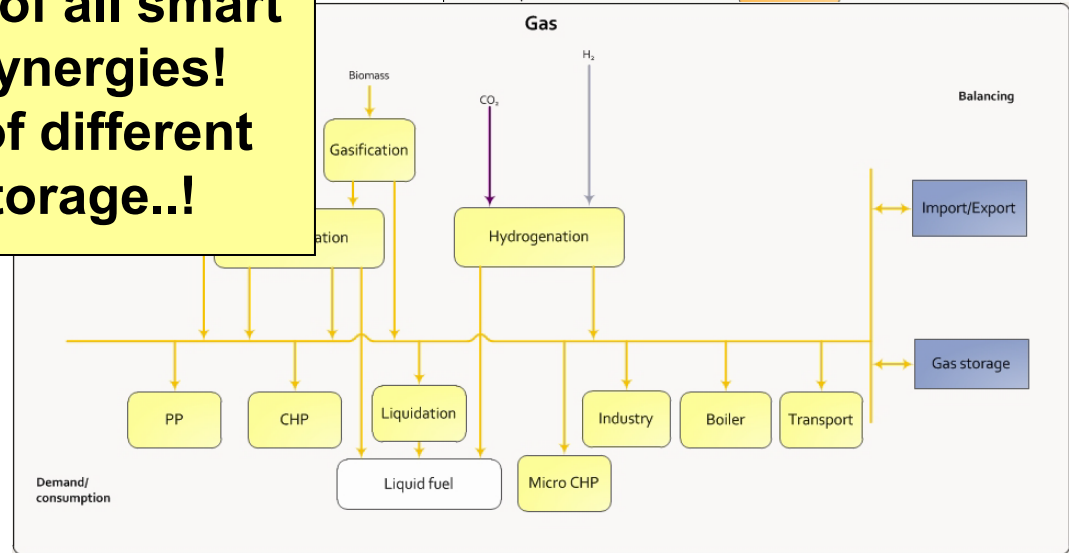 of all smart
ynergies!
of different
torage..!
Gas
H₂
Biomass
CO₂
Balancing
Gasification
Import/Export
ation
Hydrogenation
Gas storage
PP
CHP
Liquidation
Industry
Boiler
Transport
Demand/
consumption
Liquid fuel
Micro CHP